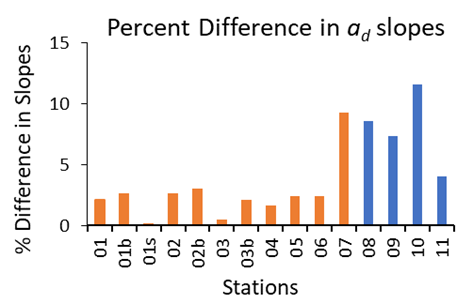 Percent Difference in ad slopes
% Difference in Slopes
15
10
5
0
01 01b 01s 02 02b 03 03b 04 05 06 07 08 09 10 11
Stations